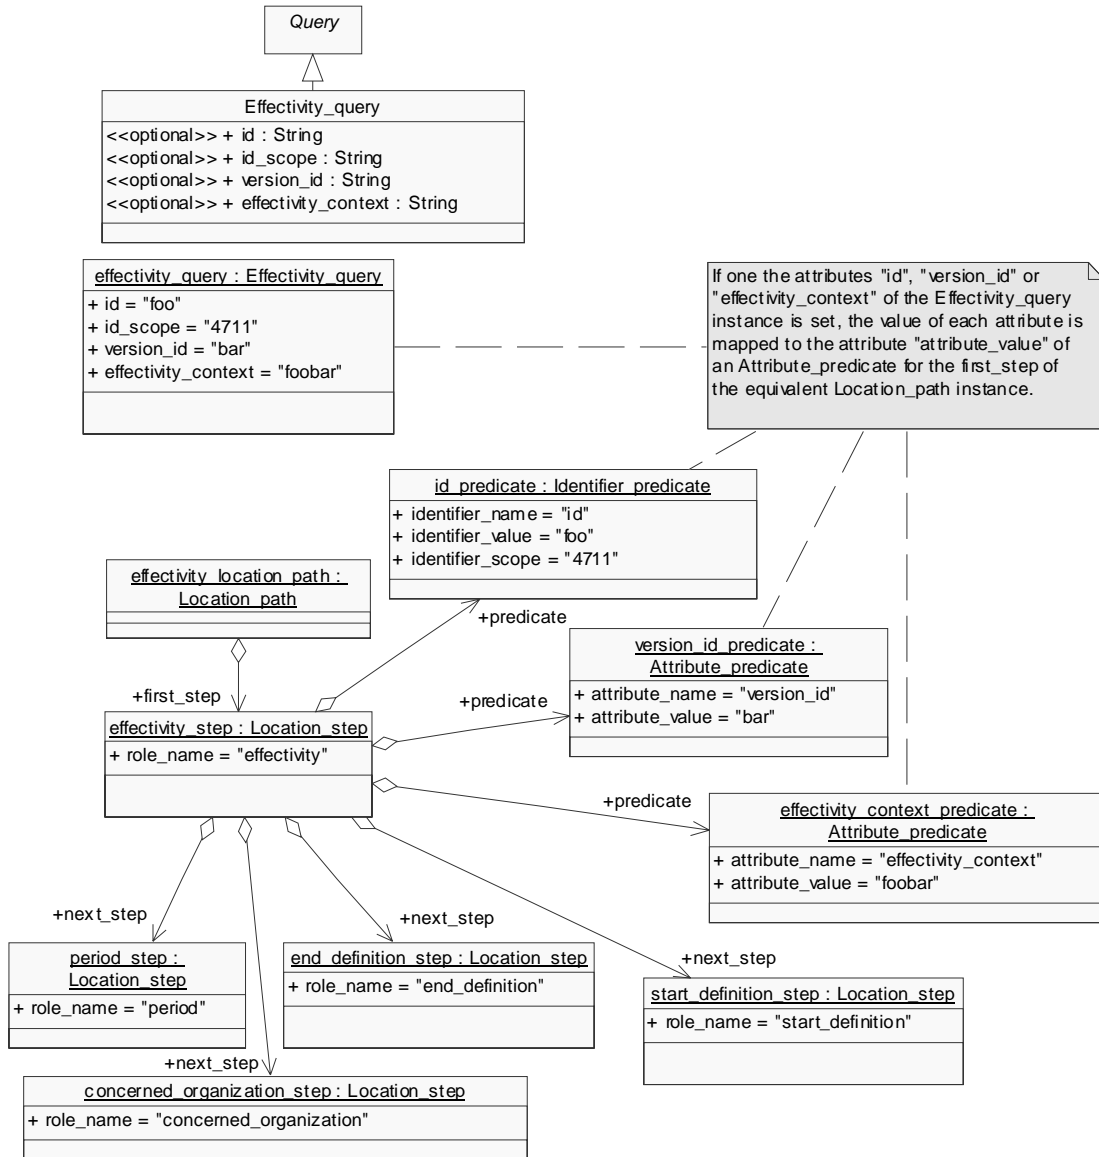 Query
Effectivity_query
<<optional>> + id : String
<<optional>> + id_scope : String
<<optional>> + version_id : String
<<optional>> + effectivity_context : String
effectivity_query : Effectivity_query
+ id = "foo"
+ id_scope = "4711"
+ version_id = "bar"
+ effectivity_context = "foobar"
If one the attributes "id", "version_id" or
"effectivity_context" of the Effectivity_query
instance is set, the value of each attribute is
mapped to the attribute "attribute_value" of
an Attribute_predicate for the first_step of
the equivalent Location_path instance.
id_predicate : Identifier_predicate
+ identifier_name = "id"
+ identifier_value = "foo"
+ identifier_scope = "4711"
effectivity_location_path :
Location_path
+predicate
version_id_predicate :
Attribute_predicate
+ attribute_name = "version_id"
+ attribute_value = "bar"
+first_step
+predicate
effectivity_step : Location_step
+ role_name = "effectivity"
+predicate
effectivity_context_predicate :
Attribute_predicate
+ attribute_name = "effectivity_context"
+ attribute_value = "foobar"
+next_step
period_step :
Location_step
+ role_name = "period"
+next_step
end_definition_step : Location_step
+ role_name = "end_definition"
+next_step
start_definition_step : Location_step
+ role_name = "start_definition"
+next_step
concerned_organization_step : Location_step
+ role_name = "concerned_organization"